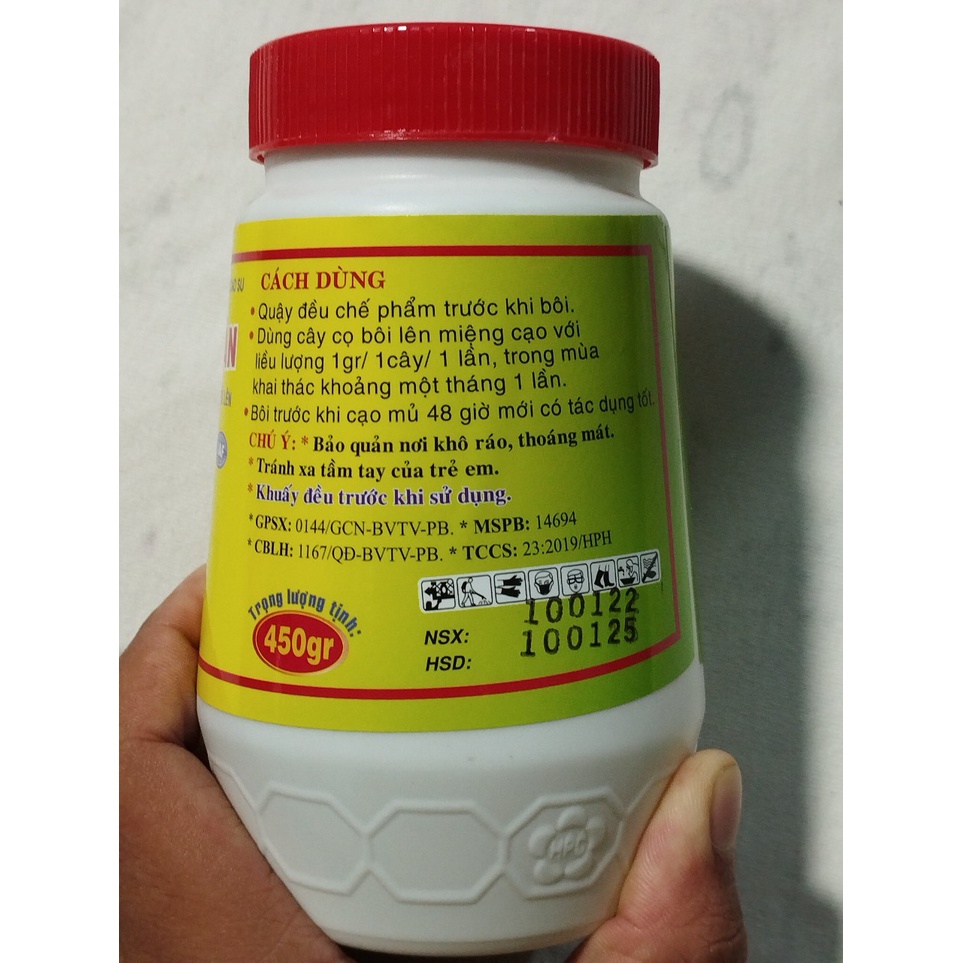 CÁCH DÙNG
• Quậy đều chế phẩm trước khi bôi.
• Dùng cây cọ bôi lên miệng cạo với
liều lượng 1gr/ 1cây/ 1 lần, trong mùa
khai thác khoảng một tháng 1 lần.
• Bôi trước khi cạo mủ 48 giờ mới có tác dụng tốt.
CHÚ Ý: * Bảo quản nơi khô ráo, thoáng mát.
* Tránh xa tầm tay của trẻ em.
* Khuấy đều trước khi sử dụng.
* GPSX: 0144/GCN-BVTV-PB. * MSPB: 14694
* CBLH: 1167/QĐ-BVTV-PB. * TCCS: 23:2019/HPH
Trọng lượng tịnh:
450gr
NSX: 100122
HSD: 100125
HPC